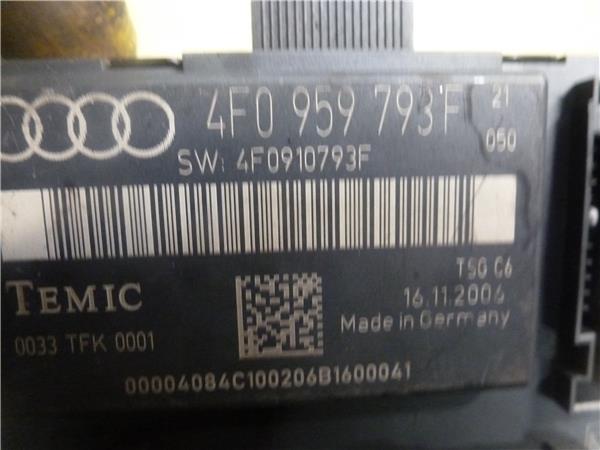 4F0 959 793 F 21
050
SW: 4F0910793F
TSG C6
TEMIC
16.11.2006
0033 TFK 0001
Made in Germany
00004084C100206B1600041